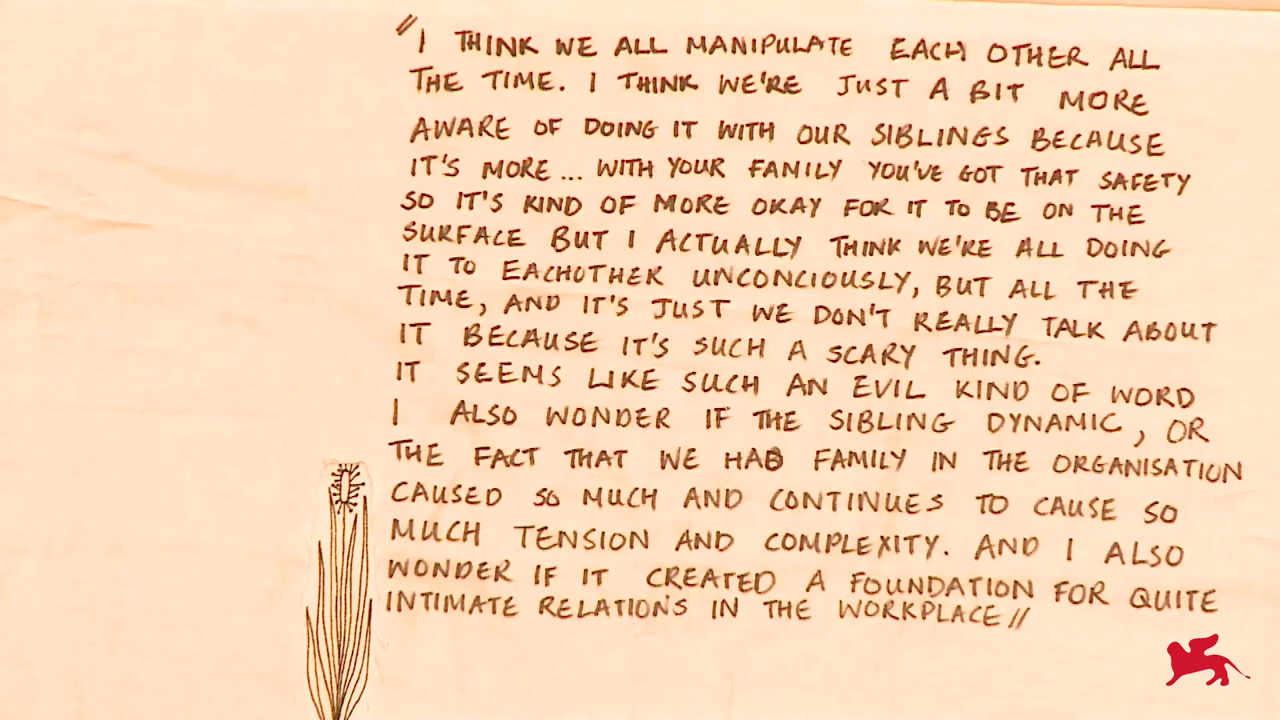 "I THINK WE ALL MANIPULATE EACH OTHER ALL
THE TIME. I THINK WE'RE JUST A BIT MORE
AWARE OF DOING IT WITH OUR SIBLINGS BECAUSE
IT'S MORE ... WITH YOUR FAMILY YOU'VE GOT THAT SAFETY
SO IT'S KIND OF MORE OKAY FOR IT TO BE ON THE
SURFACE BUT I ACTUALLY THINK WE'RE ALL DOING
IT TO EACHOTHER UNCONCIOUSLY, BUT ALL THE
TIME, AND IT'S JUST WE DON'T REALLY TALK ABOUT
IT BECAUSE IT'S SUCH A SCARY THING.
IT SEEMS LIKE SUCH AN EVIL KIND OF WORD
I ALSO WONDER IF THE SIBLING DYNAMIC, OR
THE FACT THAT WE HAD FAMILY IN THE ORGANISATION
CAUSED SO MUCH AND CONTINUES TO CAUSE SO
MUCH TENSION AND COMPLEXITY. AND I ALSO
WONDER IF IT CREATED A FOUNDATION FOR QUITE
INTIMATE RELATIONS IN THE WORKPLACE"